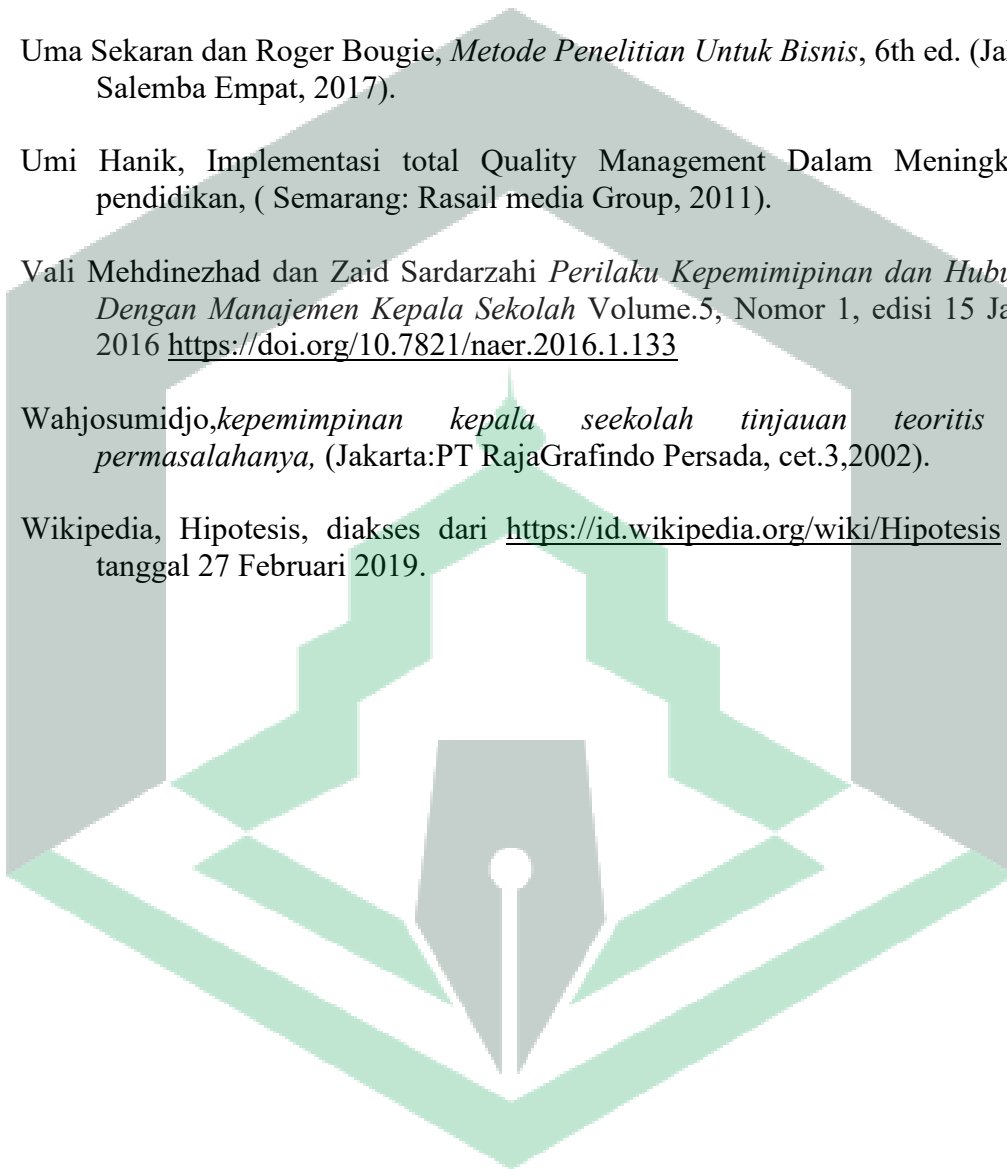 Uma Sekaran dan Roger Bougie, Metode Penelitian Untuk Bisnis, 6th ed. (
Salemba Empat, 2017).
Umi Hanik, Implementasi total Quality Management Dalam
pendidikan, ( Semarang: Rasail media Group, 2011).
Vali Mehdinezhad dan Zaid Sardarzahi Perilaku Kepemimipinan dan
Dengan Manajemen Kepala Sekolah Volume.5, Nomor 1, edisi 15
2016 https://doi.org/10.7821/naer.2016.1.133
Wahjosumidjo,kepemimpinan kepala seekolah tinjauan teoritis
permasalahanya, (Jakarta:PT RajaGrafindo Persada, cet.3,2002).
Wikipedia, Hipotesis, diakses dari https://id.wikipedia.org/wiki/Hipotesis
tanggal 27 Februari 2019.